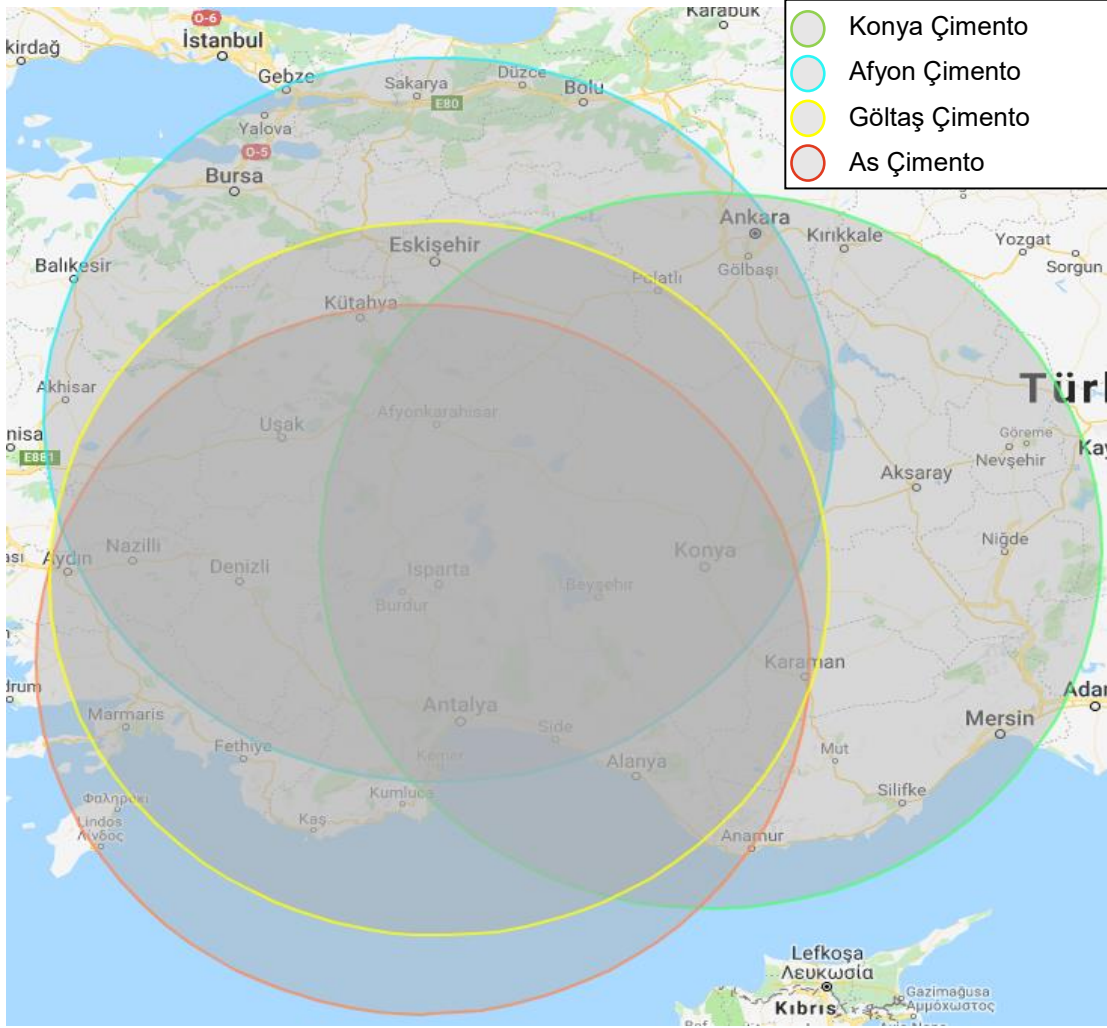 Karabük
Konya Çimento
Afyon Çimento
Göltaş Çimento
As Çimento
O-6
İstanbul
kirdağ
Gebze
Sakarya
Düzce
Bolu
E80
Yalova
O-5
Bursa
Ankara
Kırıkkale
Yozgat
Eskişehir
Gölbaşı
Sorgun
Balıkesir
Polatlı
Kütahya
Türk
Akhisar
Afyonkarahisar
Uşak
nisa
E881
Göreme
Kay
Nevşehir
Aksaray
Niğde
Nazilli
Konya
ası
Aydın
Denizli
Isparta
Beyşehir
Burdur
Karaman
drum
Adan
Antalya
Marmaris
Side
Mersin
Fethiye
Kemer
Alanya
Mut
Φαληράκι
Kumluca
Silifke
Lindos
Λίνδος
Kaş
Anamur
Lefkoşa
Λευκωσία
Gazimağusa
Αμμόχωστος
Kıbrıs